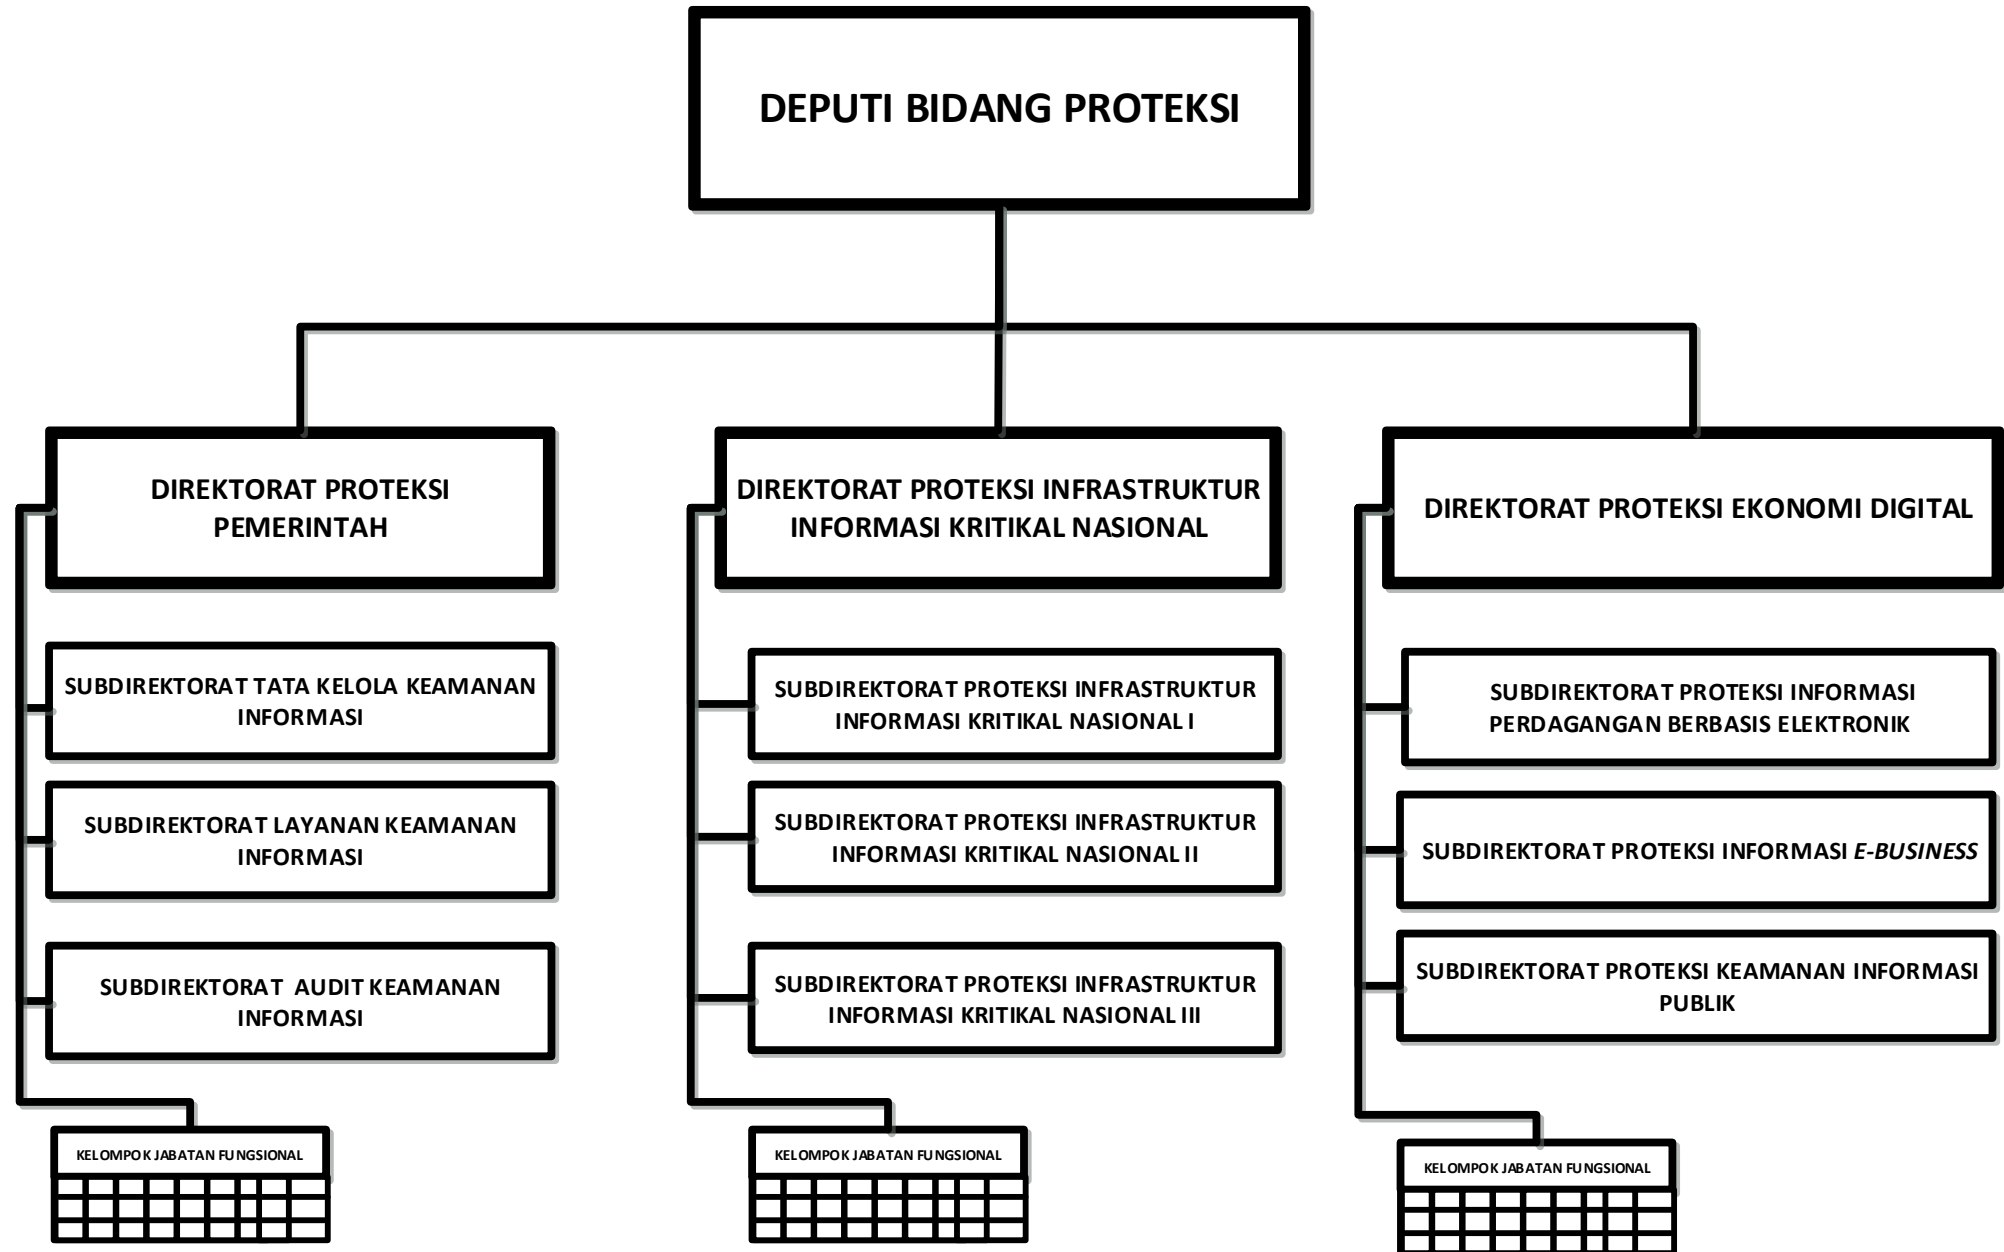 DEPUTI BIDANG PROTEKSI
DIREKTORAT PROTEKSI
PEMERINTAH
SUBDIREKTORAT TATA KELOLA KEAMANAN
INFORMASI
SUBDIREKTORAT LAYANAN KEAMANAN
INFORMASI
SUBDIREKTORAT AUDIT KEAMANAN
INFORMASI
KELOMPOK JABATAN FUNGSIONAL
DIREKTORAT PROTEKSI INFRASTRUKTUR
INFORMASI KRITIKAL NASIONAL
SUBDIREKTORAT PROTEKSI INFRASTRUKTUR
INFORMASI KRITIKAL NASIONAL I
SUBDIREKTORAT PROTEKSI INFRASTRUKTUR
INFORMASI KRITIKAL NASIONAL II
SUBDIREKTORAT PROTEKSI INFRASTRUKTUR
INFORMASI KRITIKAL NASIONAL III
KELOMPOK JABATAN FUNGSIONAL
DIREKTORAT PROTEKSI EKONOMI DIGITAL
SUBDIREKTORAT PROTEKSI INFORMASI
PERDAGANGAN BERBASIS ELEKTRONIK
SUBDIREKTORAT PROTEKSI INFORMASI E-BUSINESS
SUBDIREKTORAT PROTEKSI KEAMANAN INFORMASI
PUBLIK
KELOMPOK JABATAN FUNGSIONAL